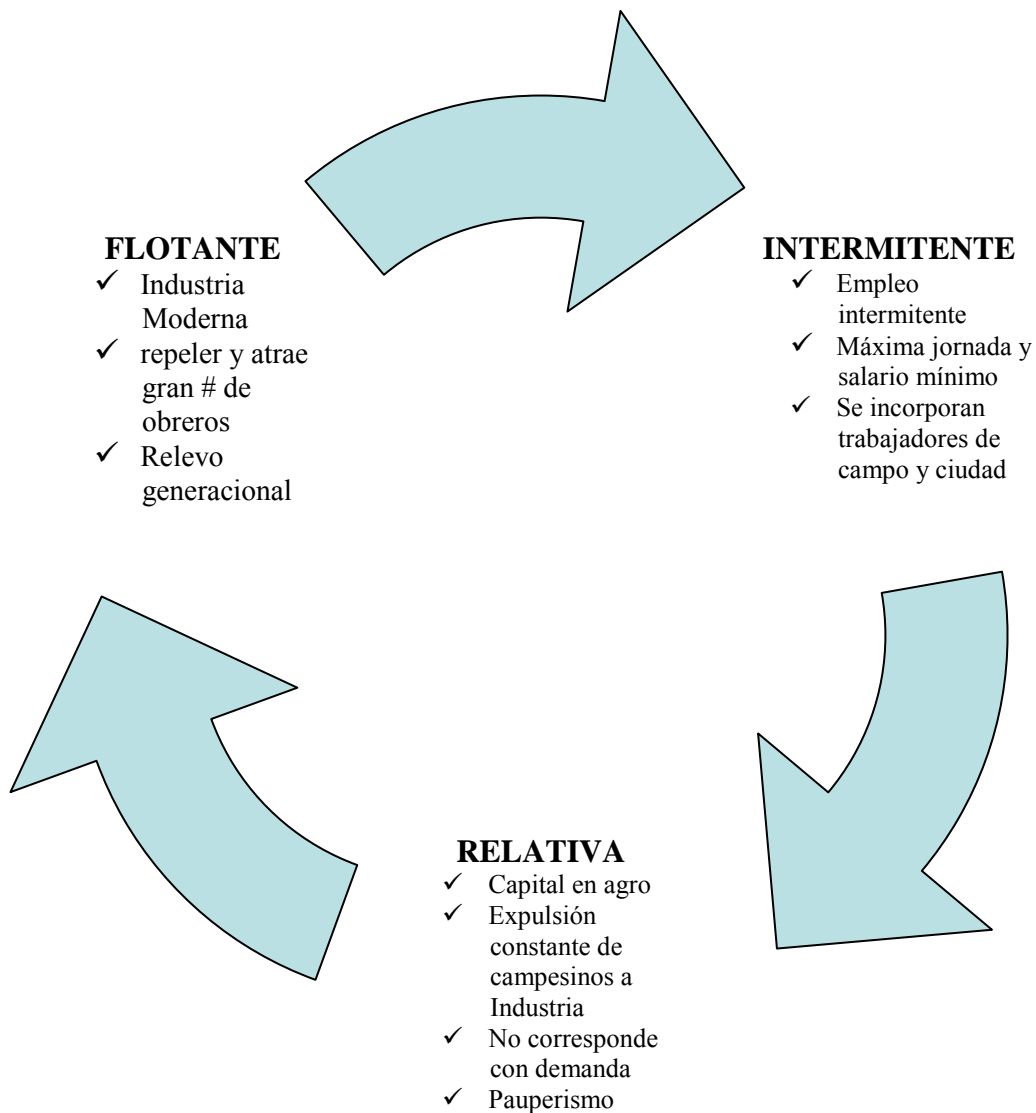 FLOTANTE
✓ Industria
Moderna
✓ repeler y atrae
gran # de
obreros
✓ Relevo
generacional
INTERMITENTE
✓ Empleo
intermitente
✓ Máxima jornada y
salario mínimo
✓ Se incorporan
trabajadores de
campo y ciudad
RELATIVA
✓ Capital en agro
✓ Expulsión
constante de
campesinos a
Industria
✓ No corresponde
con demanda
✓ Pauperismo